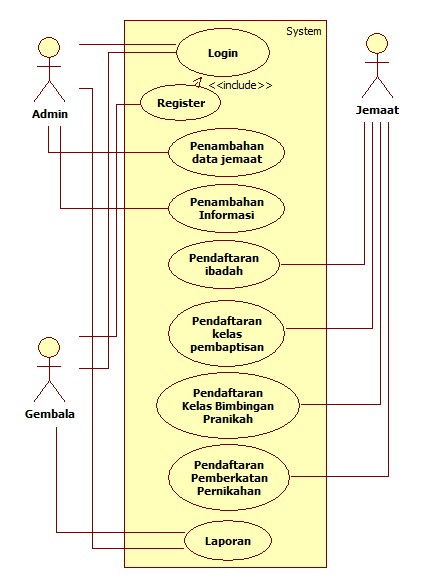 System
Login
<<include>>
Register
Admin
Jemaat
Penambahan
data jemaat
Penambahan
Informasi
Pendaftaran
ibadah
Pendaftaran
kelas
pembaptisan
Gembala
Pendaftaran
Kelas Bimbingan
Pranikah
Pendaftaran
Pemberkatan
Pernikahan
Laporan